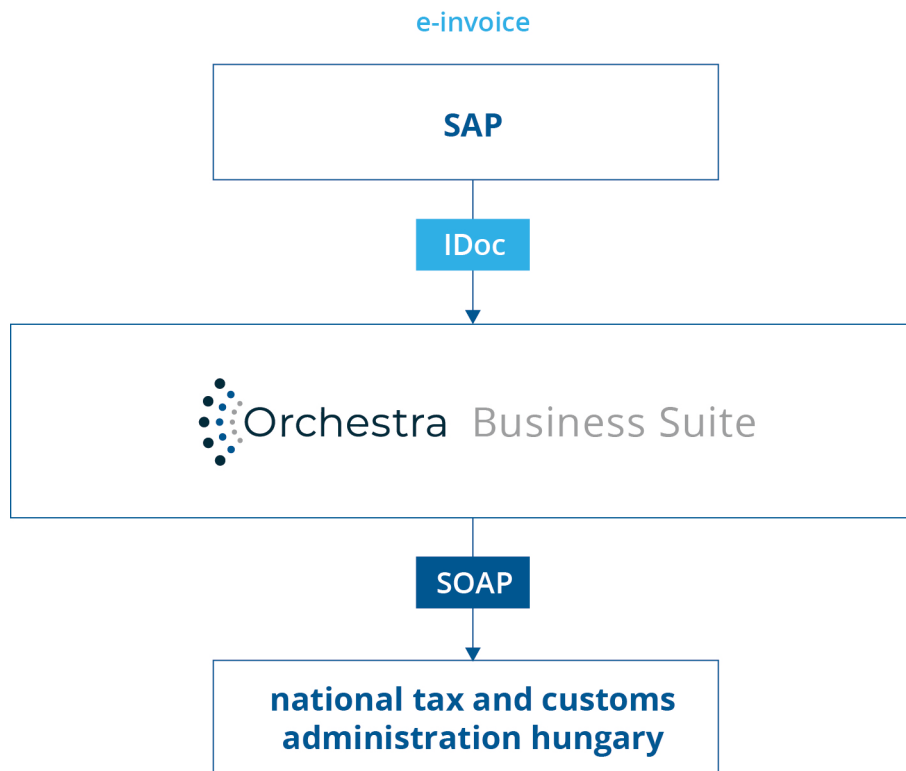 e-invoice
SAP
IDoc
Orchestra Business Suite
SOAP
national tax and customs
administration hungary